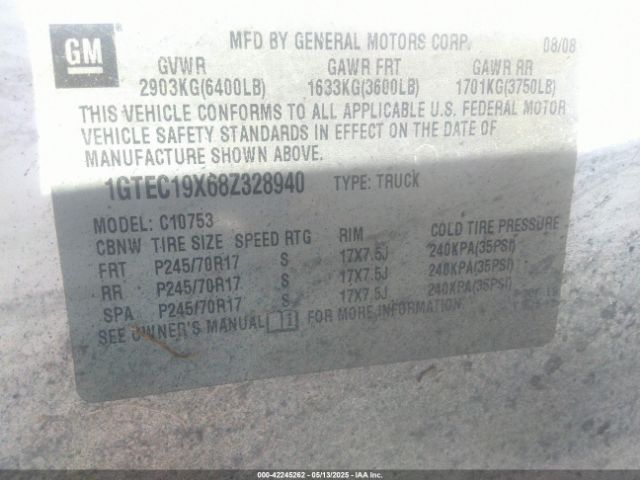 GM
MFD BY GENERAL MOTORS CORP. 08/08
GVWR GAWR FRT GAWR RR
2903KG(6400LB) 1633KG(3600LB) 1701KG(3750LB)
THIS VEHICLE CONFORMS TO ALL APPLICABLE U.S. FEDERAL MOTOR
VEHICLE SAFETY STANDARDS IN EFFECT ON THE DATE OF
MANUFACTURE SHOWN ABOVE.
1GTEC19X68Z328940 TYPE: TRUCK
MODEL: C10753
CBNW TIRE SIZE SPEED RTG RIM COLD TIRE PRESSURE
FRT P245/70R17 S 17X7.5J 240KPA(35PSI)
RR P245/70R17 S 17X7.5J 240KPA(35PSI)
SPA P245/70R17 S 17X7.5J 240KPA(35PSI)
SEE OWNER'S MANUAL FOR MORE INFORMATION.
000-42245262 - 05/13/2025 - IAAI.COM